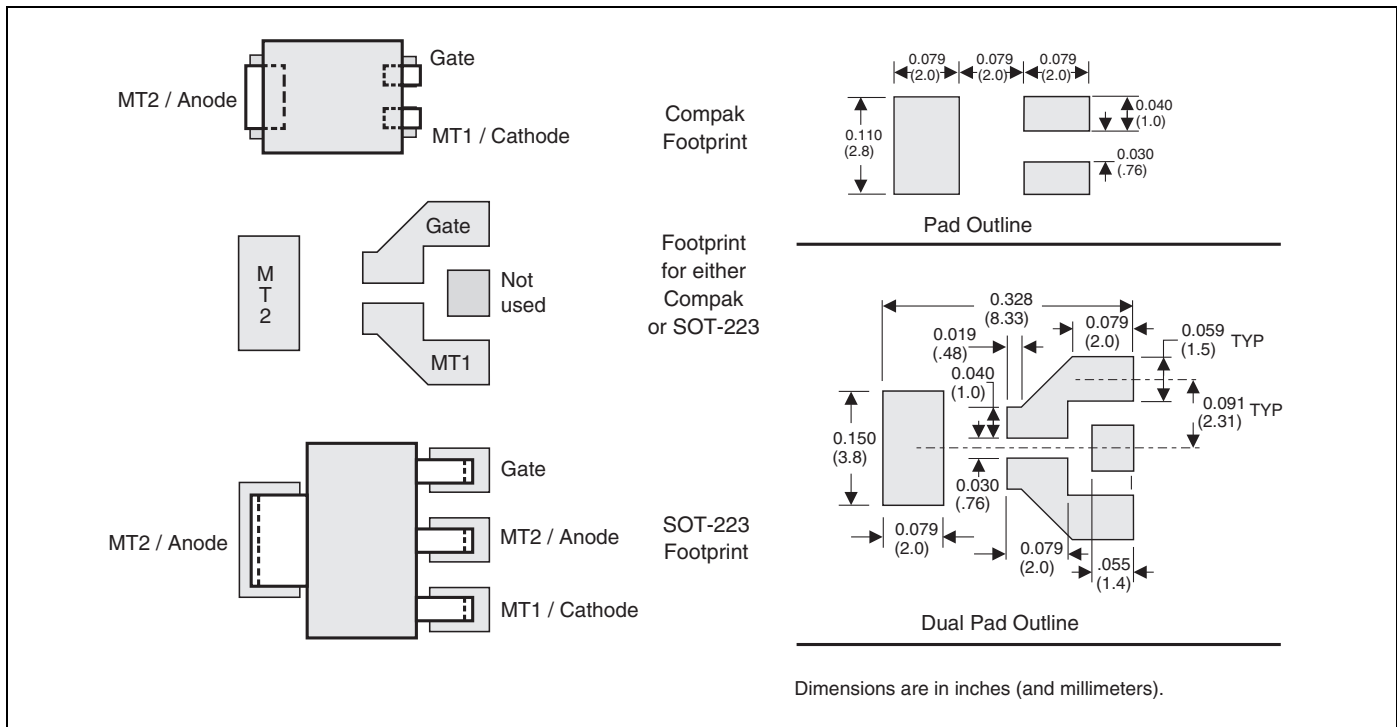 Gate
MT2 / Anode
MT1 / Cathode
Compak
Footprint
0.079
(2.0)
0.079
(2.0)
0.079
(2.0)
0.110
(2.8)
0.040
(1.0)
0.030
(.76)
Pad Outline
Gate
M
T
2
Not
used
MT1
Footprint
for either
Compak
or SOT-223
0.328
(8.33)
0.019
(.48)
0.079
(2.0)
0.059
(1.5)
TYP
0.040
(1.0)
0.091
(2.31)
TYP
0.150
(3.8)
0.030
(.76)
0.079
(2.0)
0.079
(2.0)
.055
(1.4)
Dual Pad Outline
Gate
MT2 / Anode
MT2 / Anode
MT1 / Cathode
SOT-223
Footprint
Dimensions are in inches (and millimeters).